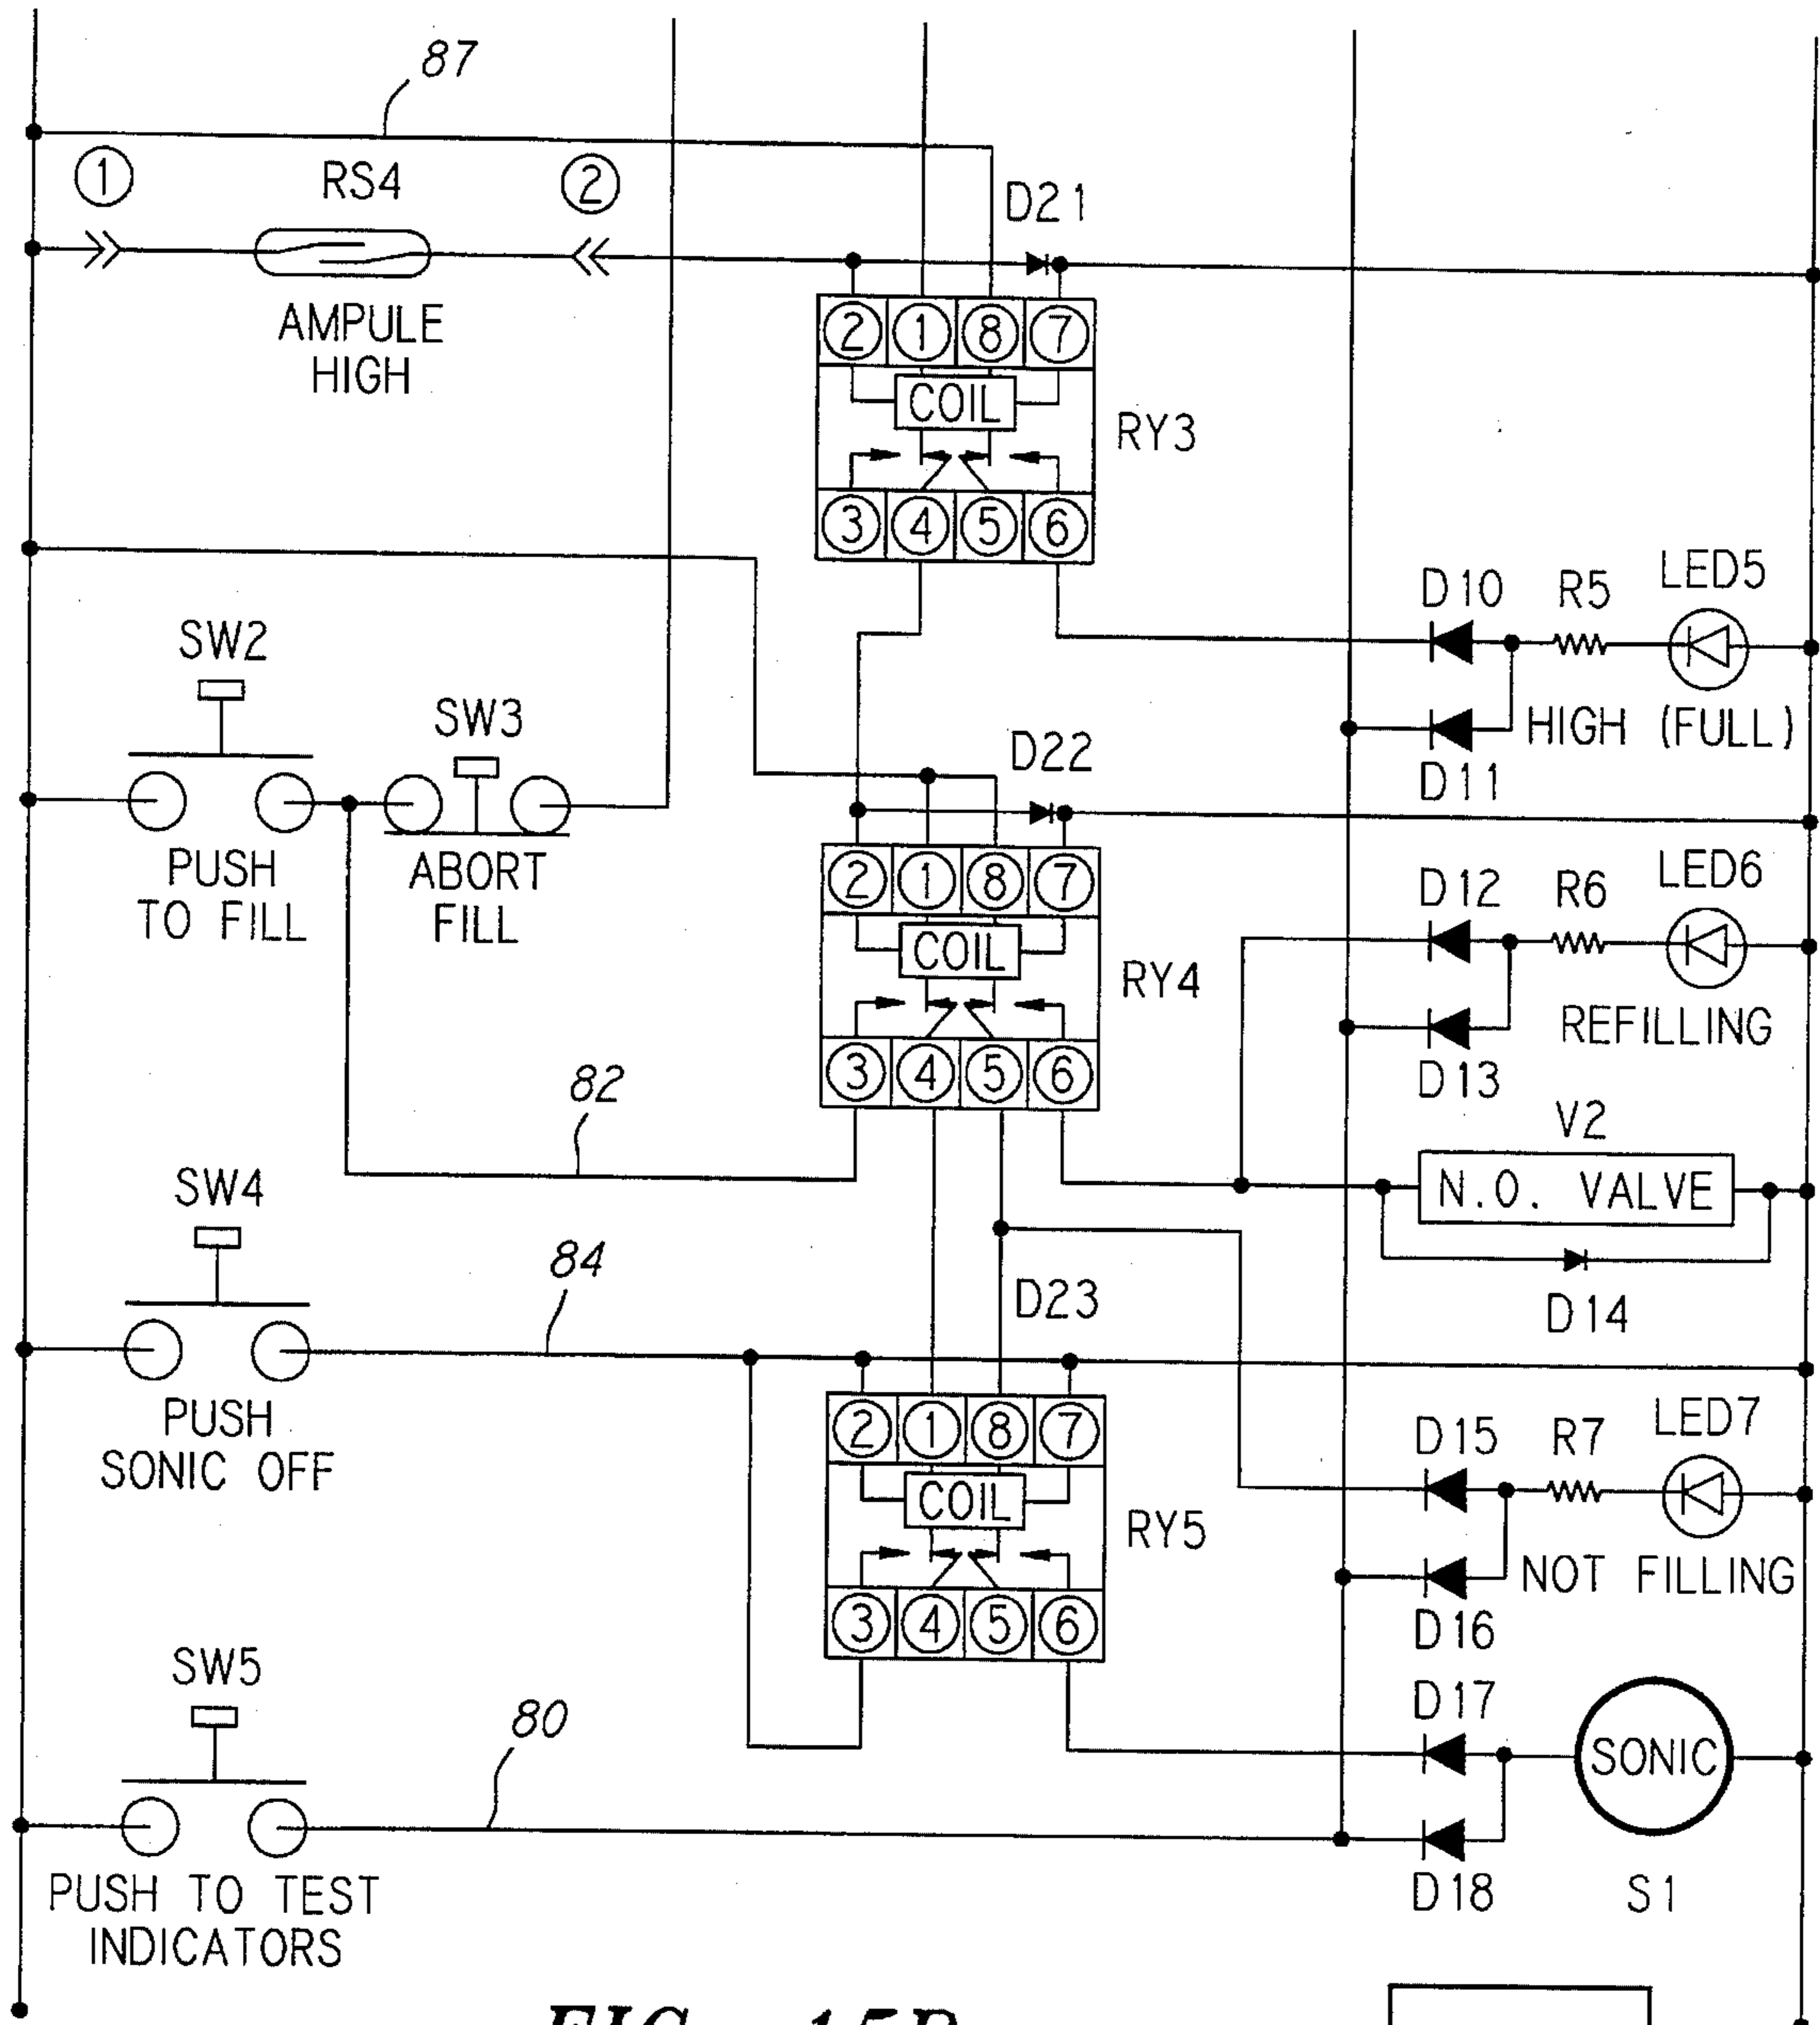 87
① RS4 ②
D21
AMPULE
HIGH
② ① ⑧ ⑦
COIL
RY3
③ ④ ⑤ ⑥
D10 R5 LED5
SW2
SW3
D22
HIGH (FULL)
D11
PUSH
TO FILL
ABORT
FILL
② ① ⑧ ⑦
COIL
RY4
③ ④ ⑤ ⑥
D12 R6 LED6
REFILLING
D13
82
V2
N.O. VALVE
SW4
84
D23
D14
PUSH
SONIC OFF
② ① ⑧ ⑦
COIL
RY5
③ ④ ⑤ ⑥
D15 R7 LED7
NOT FILLING
D16
SW5
80
D17
SONIC
D18 S1
PUSH TO TEST
INDICATORS